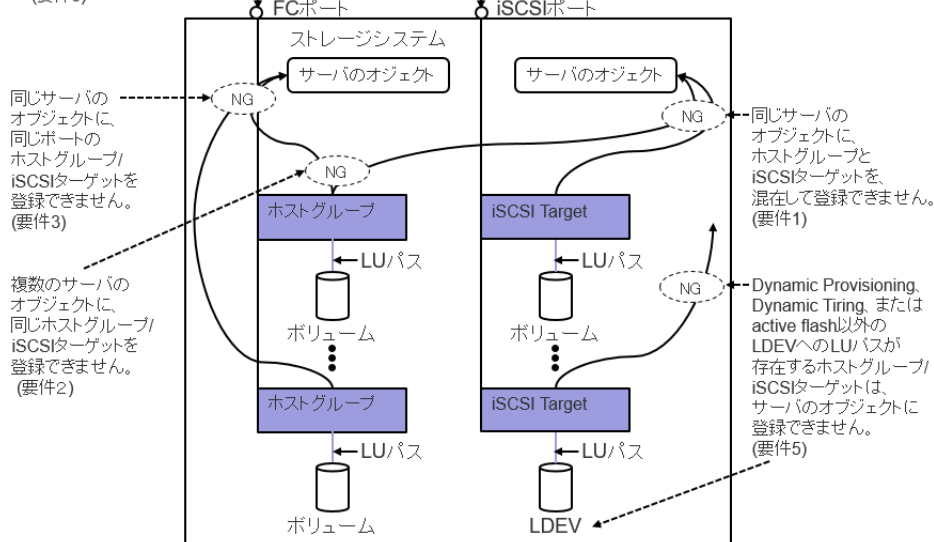 FCポート
iSCSIポート
ストレージシステム
サーバのオジェクト
サーバのオジェクト
NG
同じサーバの
オブジェクトに、
同じポートの
ホストグループ/
iSCSIターゲットを
登録できません。
(要件3)
NG
同じサーバの
オブジェクトに、
ホストグループと
iSCSIターゲットを、
混在して登録できません。
(要件1)
NG
ホストグループ
iSCSI Target
LUパス
LUパス
ボリューム
ボリューム
複数のサーバの
オブジェクトに、
同じホストグループ/
iSCSIターゲットを
登録できません。
(要件2)
NG
Dynamic Provisioning、
Dynamic Tiring、または
active flash以外の
LDEVへのLUパスが
存在するホストグループ/
iSCSIターゲットは、
サーバのオブジェクトに
登録できません。
(要件5)
ホストグループ
iSCSI Target
LUパス
LUパス
ボリューム
LDEV